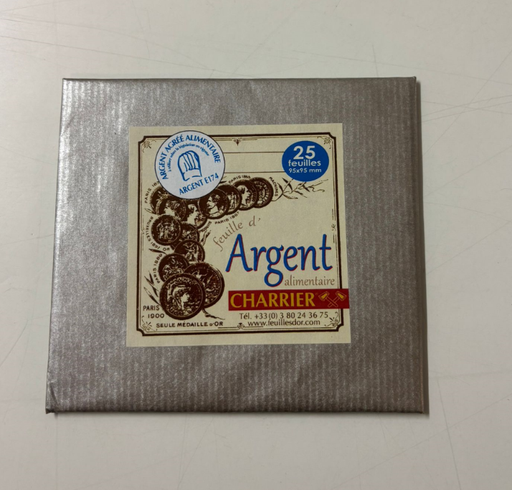 ARGENT AGRÉE ALIMENTAIRE
ARGENT E174
25
feuilles
95x95 mm
feuille d'
Argent
alimentaire
CHARRIER
PARIS
1900
SEULE MÉDAILLE d'OR
Tél. +33 (0) 3 80 24 36 75
www.feuillesdor.com